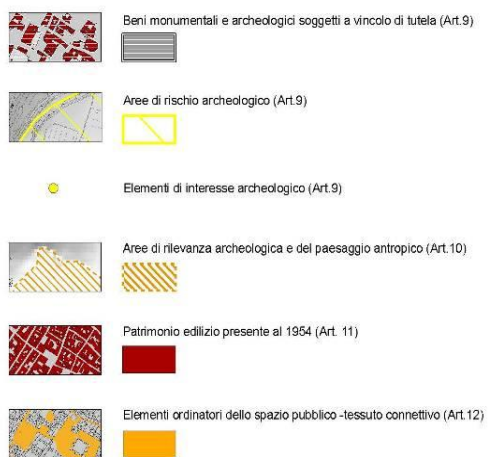 Beni monumentali e archeologici soggetti a vincolo di tutela (Art.9)
Aree di rischio archeologico (Art.9)
Elementi di interesse archeologico (Art.9)
Aree di rilevanza archeologica e del paesaggio antropico (Art.10)
Patrimonio edilizio presente al 1954 (Art. 11)
Elementi ordinatori dello spazio pubblico -tessuto connettivo (Art.12)